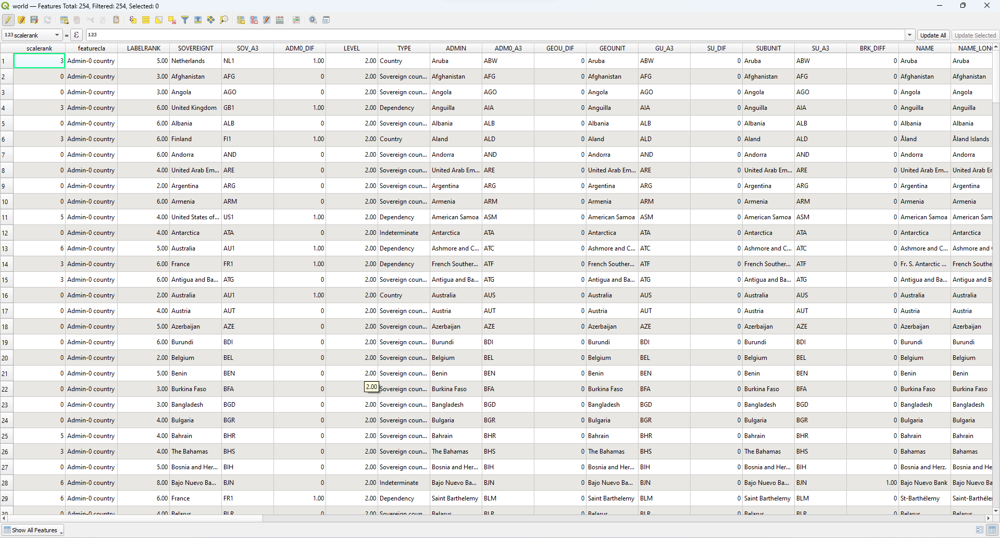 world — Features Total: 254, Filtered: 254, Selected: 0
123 scalerank = ε 123 Update All Update Selected
scalerank featurecla LABELRANK SOVEREIGNT SOV_A3 ADM0_DIF LEVEL TYPE ADMIN ADM0_A3 GEOU_DIF GEOUNIT GU_A3 SU_DIF SUBUNIT SU_A3 BRK_DIFF NAME NAME_LONG
1 3 Admin-0 country 5.00 Netherlands NL1 1.00 2.00 Country Aruba ABW 0 Aruba ABW 0 Aruba ABW 0 Aruba Aruba
2 0 Admin-0 country 3.00 Afghanistan AFG 0 2.00 Sovereign coun... Afghanistan AFG 0 Afghanistan AFG 0 Afghanistan AFG 0 Afghanistan Afghanistan
3 0 Admin-0 country 3.00 Angola AGO 0 2.00 Sovereign coun... Angola AGO 0 Angola AGO 0 Angola AGO 0 Angola Angola
4 3 Admin-0 country 6.00 United Kingdom GB1 1.00 2.00 Dependency Anguilla AIA 0 Anguilla AIA 0 Anguilla AIA 0 Anguilla Anguilla
5 0 Admin-0 country 6.00 Albania ALB 0 2.00 Sovereign coun... Albania ALB 0 Albania ALB 0 Albania ALB 0 Albania Albania
6 3 Admin-0 country 6.00 Finland FI1 1.00 2.00 Country Aland ALD 0 Aland ALD 0 Aland ALD 0 Åland Åland Islands
7 0 Admin-0 country 6.00 Andorra AND 0 2.00 Sovereign coun... Andorra AND 0 Andorra AND 0 Andorra AND 0 Andorra Andorra
8 0 Admin-0 country 4.00 United Arab Em... ARE 0 2.00 Sovereign coun... United Arab Em... ARE 0 United Arab Em... ARE 0 United Arab Em... ARE 0 United Arab Em... United Arab Er
9 0 Admin-0 country 2.00 Argentina ARG 0 2.00 Sovereign coun... Argentina ARG 0 Argentina ARG 0 Argentina ARG 0 Argentina Argentina
10 0 Admin-0 country 6.00 Armenia ARM 0 2.00 Sovereign coun... Armenia ARM 0 Armenia ARM 0 Armenia ARM 0 Armenia Armenia
11 5 Admin-0 country 4.00 United States of... US1 1.00 2.00 Dependency American Samoa ASM 0 American Samoa ASM 0 American Samoa ASM 0 American Samoa American Sam
12 0 Admin-0 country 4.00 Antarctica ATA 0 2.00 Indeterminate Antarctica ATA 0 Antarctica ATA 0 Antarctica ATA 0 Antarctica Antarctica
13 6 Admin-0 country 5.00 Australia AU1 1.00 2.00 Dependency Ashmore and C... ATC 0 Ashmore and C... ATC 0 Ashmore and C... ATC 0 Ashmore and C... Ashmore and
14 3 Admin-0 country 6.00 France FR1 1.00 2.00 Dependency French Souther... ATF 0 French Souther... ATF 0 French Souther... ATF 0 Fr. S. Antarctic ... French Southe
15 3 Admin-0 country 6.00 Antigua and Ba... ATG 0 2.00 Sovereign coun... Antigua and Ba... ATG 0 Antigua and Ba... ATG 0 Antigua and Ba... ATG 0 Antigua and Ba... Antigua and B
16 0 Admin-0 country 2.00 Australia AU1 1.00 2.00 Country Australia AUS 0 Australia AUS 0 Australia AUS 0 Australia Australia
17 0 Admin-0 country 4.00 Austria AUT 0 2.00 Sovereign coun... Austria AUT 0 Austria AUT 0 Austria AUT 0 Austria Austria
18 0 Admin-0 country 5.00 Azerbaijan AZE 0 2.00 Sovereign coun... Azerbaijan AZE 0 Azerbaijan AZE 0 Azerbaijan AZE 0 Azerbaijan Azerbaijan
19 0 Admin-0 country 6.00 Burundi BDI 0 2.00 Sovereign coun... Burundi BDI 0 Burundi BDI 0 Burundi BDI 0 Burundi Burundi
20 0 Admin-0 country 2.00 Belgium BEL 0 2.00 Sovereign coun... Belgium BEL 0 Belgium BEL 0 Belgium BEL 0 Belgium Belgium
21 0 Admin-0 country 5.00 Benin BEN 0 2.00 Sovereign coun... Benin BEN 0 Benin BEN 0 Benin BEN 0 Benin Benin
22 0 Admin-0 country 3.00 Burkina Faso BFA 0 2.00 Sovereign coun... Burkina Faso BFA 0 Burkina Faso BFA 0 Burkina Faso BFA 0 Burkina Faso Burkina Faso
23 0 Admin-0 country 3.00 Bangladesh BGD 0 2.00 Sovereign coun... Bangladesh BGD 0 Bangladesh BGD 0 Bangladesh BGD 0 Bangladesh Bangladesh
24 0 Admin-0 country 4.00 Bulgaria BGR 0 2.00 Sovereign coun... Bulgaria BGR 0 Bulgaria BGR 0 Bulgaria BGR 0 Bulgaria Bulgaria
25 5 Admin-0 country 4.00 Bahrain BHR 0 2.00 Sovereign coun... Bahrain BHR 0 Bahrain BHR 0 Bahrain BHR 0 Bahrain Bahrain
26 3 Admin-0 country 4.00 The Bahamas BHS 0 2.00 Sovereign coun... The Bahamas BHS 0 The Bahamas BHS 0 The Bahamas BHS 0 Bahamas Bahamas
27 0 Admin-0 country 5.00 Bosnia and Her... BIH 0 2.00 Sovereign coun... Bosnia and Her... BIH 0 Bosnia and Her... BIH 0 Bosnia and Her... BIH 0 Bosnia and Herz. Bosnia and He
28 6 Admin-0 country 8.00 Bajo Nuevo Ba... BJN 0 2.00 Indeterminate Bajo Nuevo Ba... BJN 0 Bajo Nuevo Ba... BJN 0 Bajo Nuevo Ba... BJN 1.00 Bajo Nuevo Bank Bajo Nuevo Ba
29 6 Admin-0 country 6.00 France FR1 1.00 2.00 Dependency Saint Barthelemy BLM 0 Saint Barthelemy BLM 0 Saint Barthelemy BLM 0 St-Barthélemy Saint-Barthéler
30 0 Admin-0 country 4.00 Belarus BLR 0 2.00 Sovereign coun... Belarus BLR 0 Belarus BLR 0 Belarus BLR 0 Belarus Belarus
Show All Features